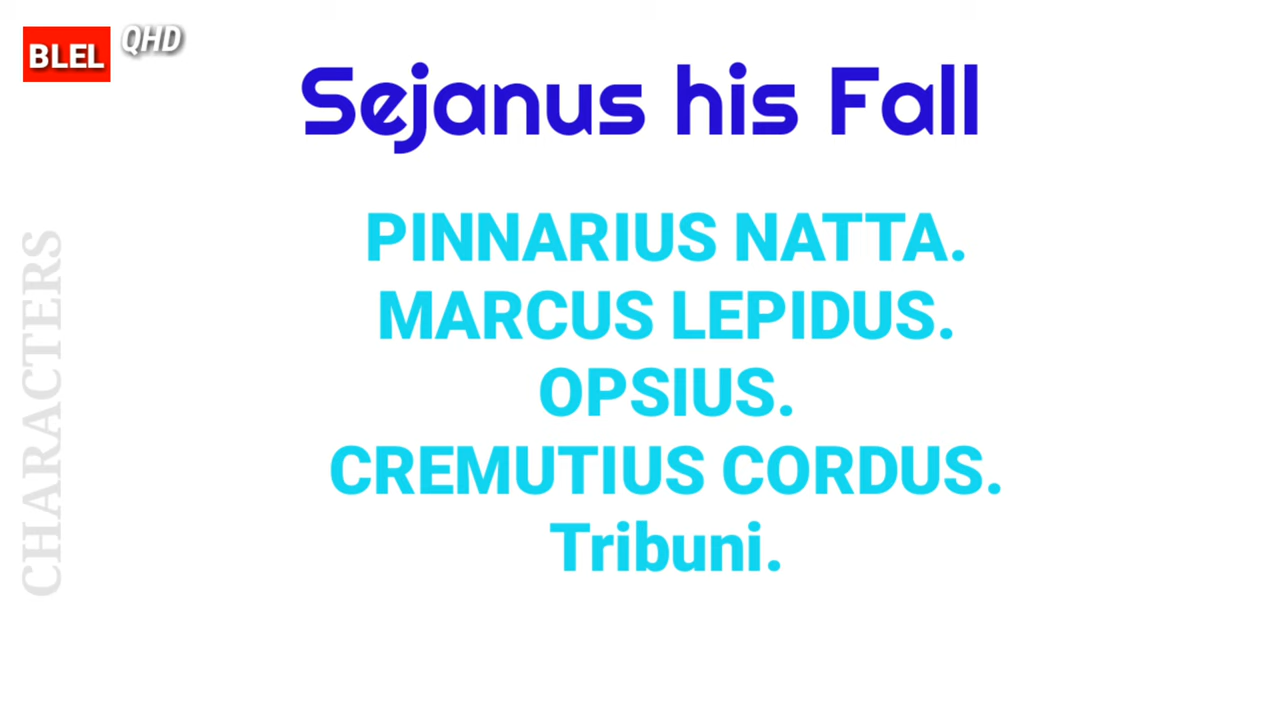 BLEL
QHD
Sejanus his Fall
CHARACTERS
PINNARIUS NATTA.
MARCUS LEPIDUS.
OPSIUS.
CREMUTIUS CORDUS.
Tribuni.